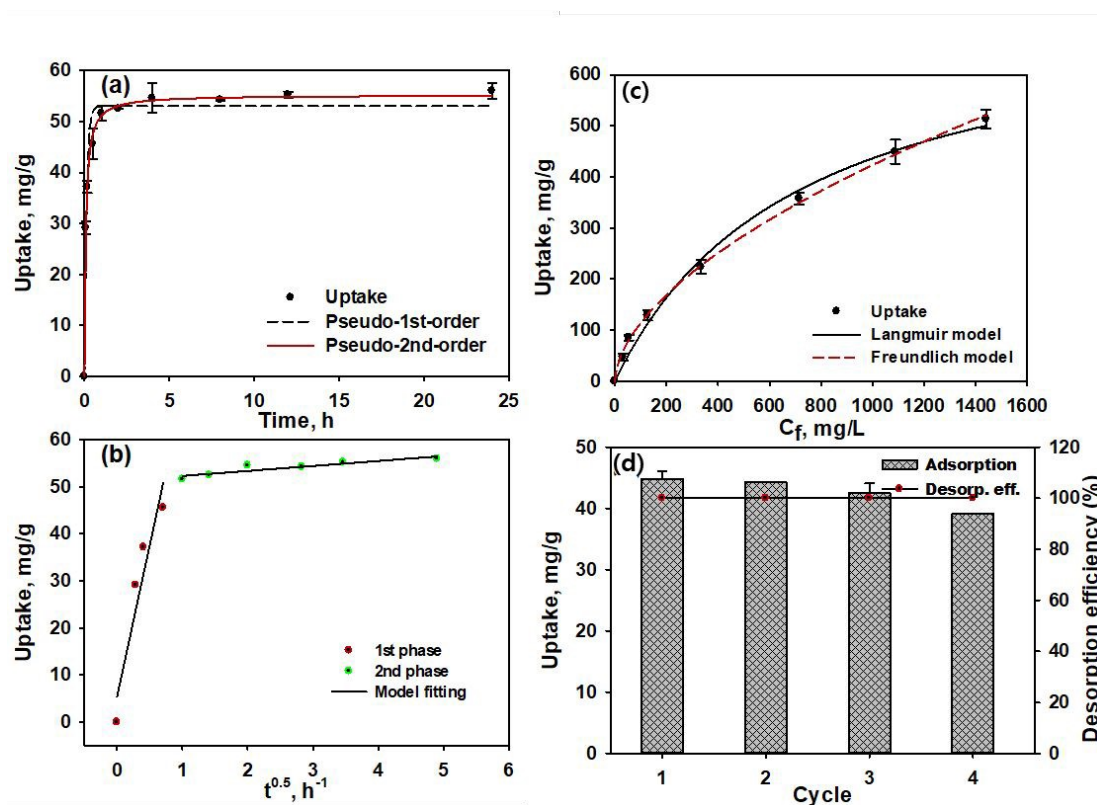 (a)
60
50
40
30
20
10
0
Uptake, mg/g
Uptake
Pseudo-1st-order
Pseudo-2nd-order
0 5 10 15 20 25
Time, h
(c)
600
500
400
300
200
100
0
Uptake, mg/g
Uptake
Langmuir model
Freundlich model
0 200 400 600 800 1000 1200 1400 1600
Cf, mg/L
(b)
60
50
40
30
20
10
0
Uptake, mg/g
1st phase
2nd phase
Model fitting
0 1 2 3 4 5 6
t^0.5, h^-1
(d)
50
40
30
20
10
0
Uptake, mg/g
Adsorption
Desorp. eff.
120
100
80
60
40
20
0
Desorption efficiency (%)
1 2 3 4
Cycle